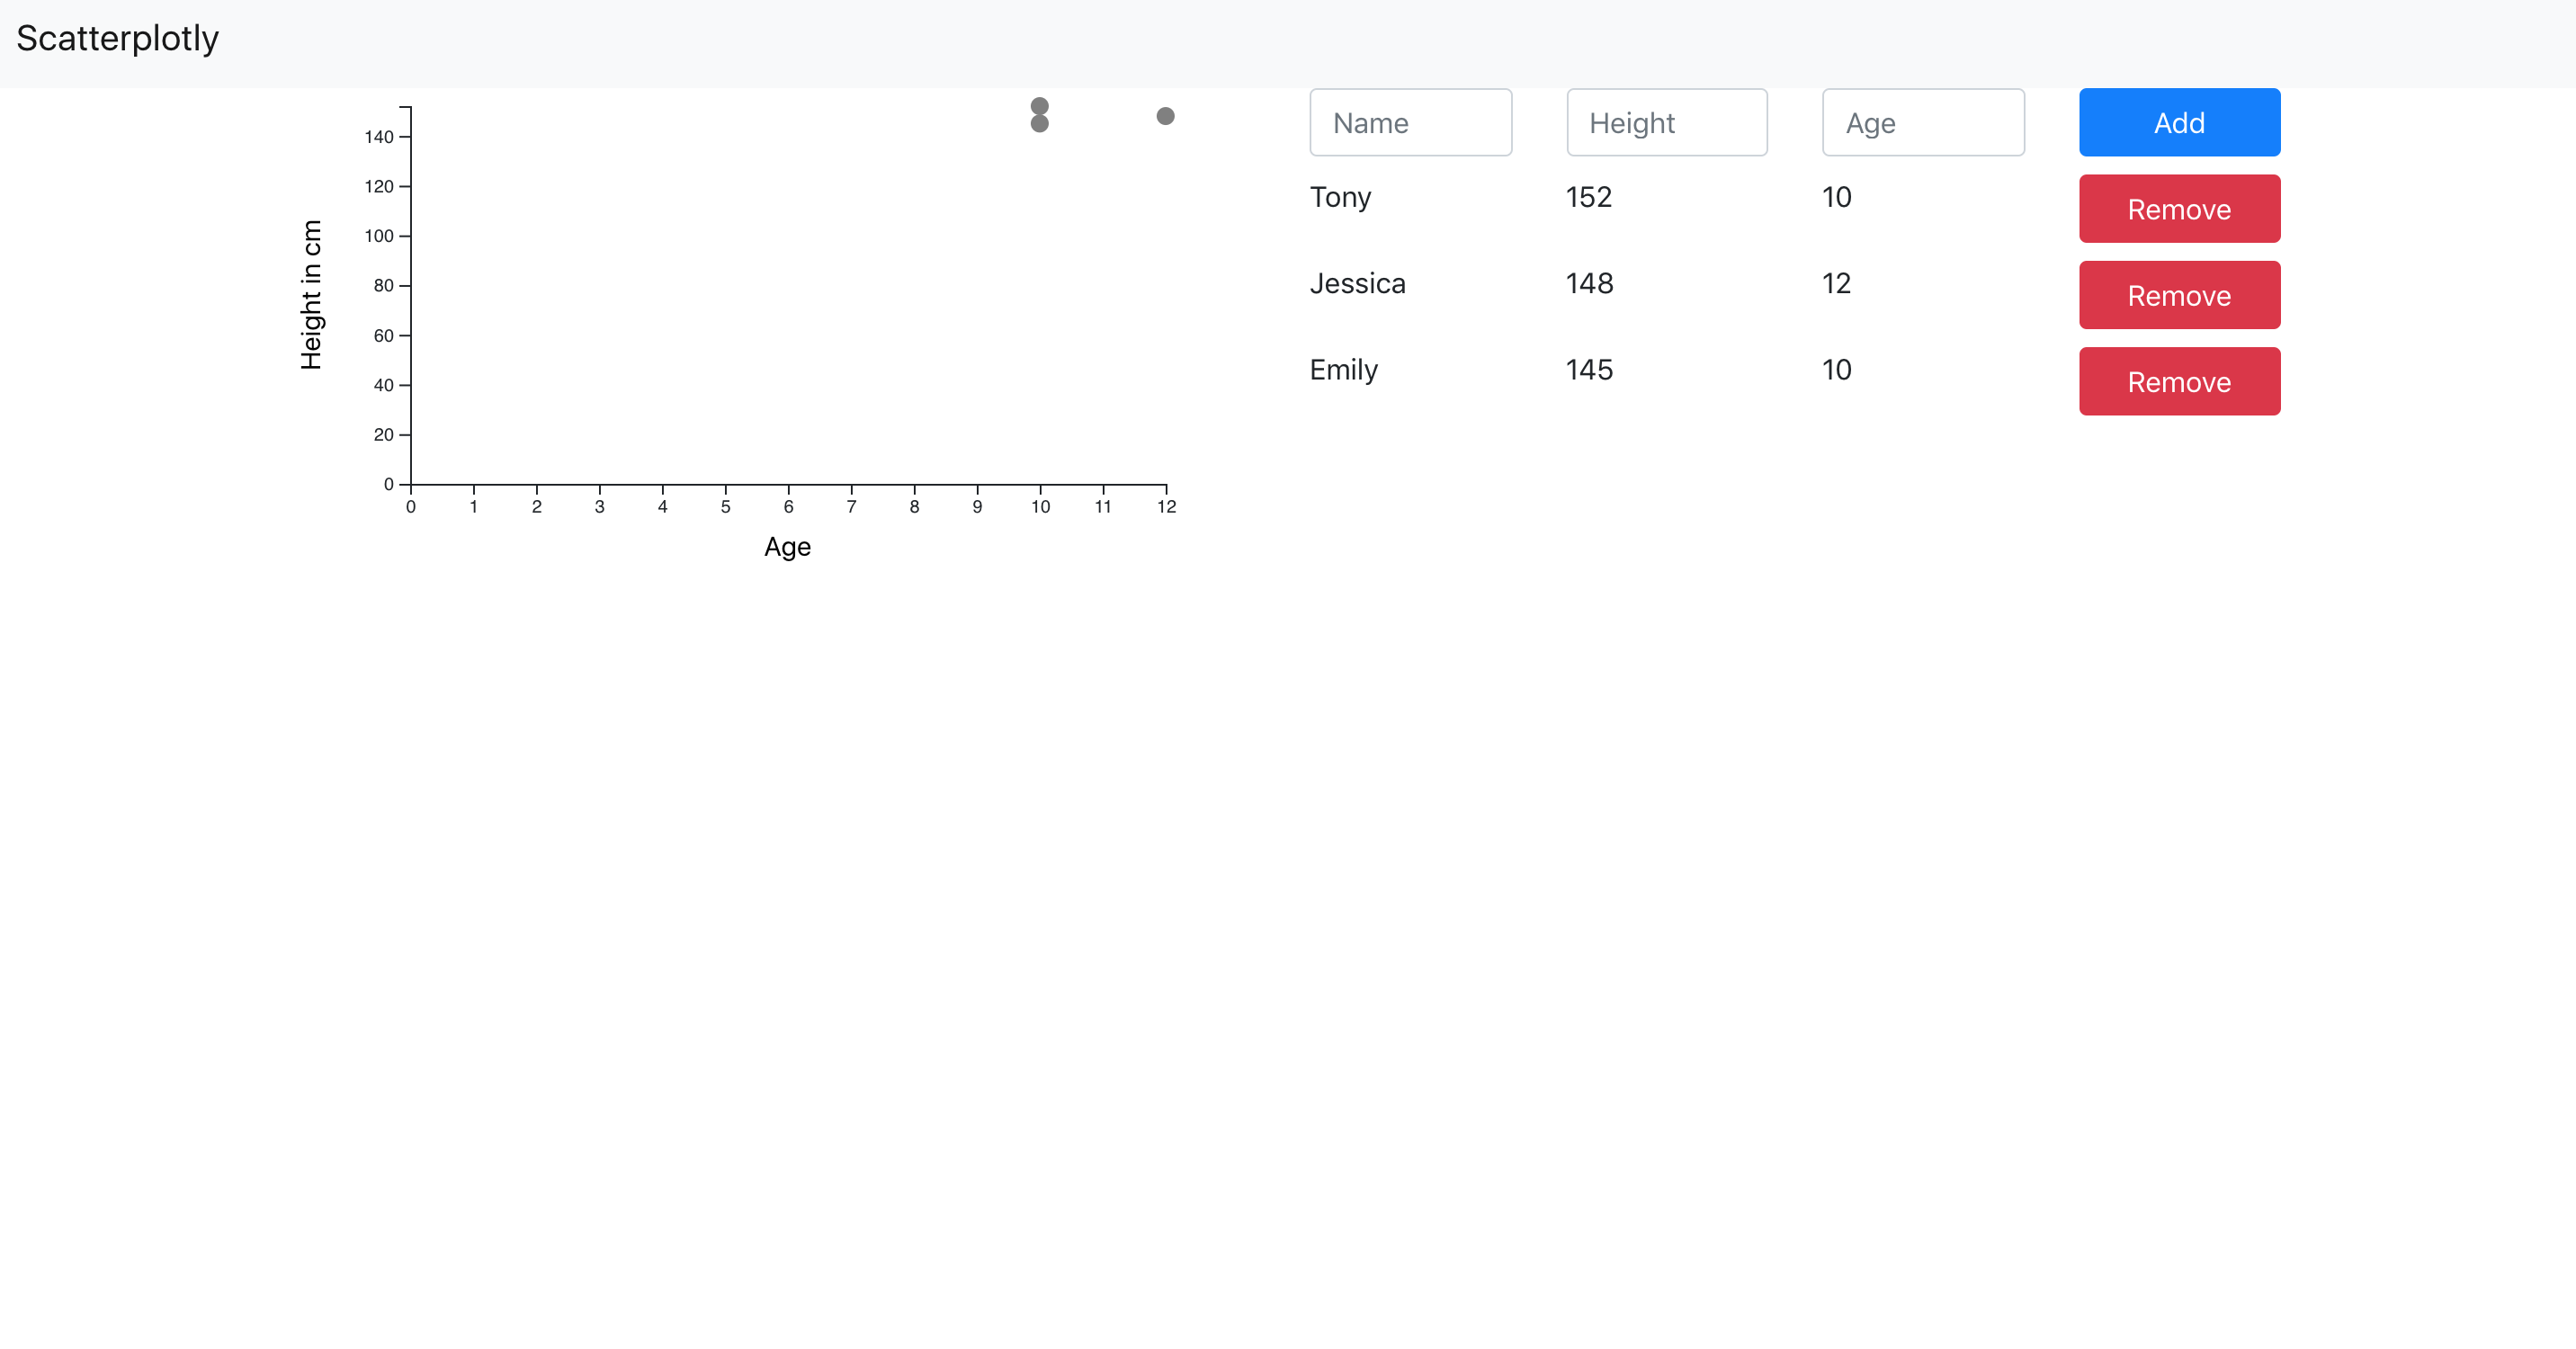 Scatterplotly
140
120
100
80
60
40
20
0
Height in cm
0 1 2 3 4 5 6 7 8 9 10 11 12
Age
Name Height Age Add
Tony 152 10 Remove
Jessica 148 12 Remove
Emily 145 10 Remove